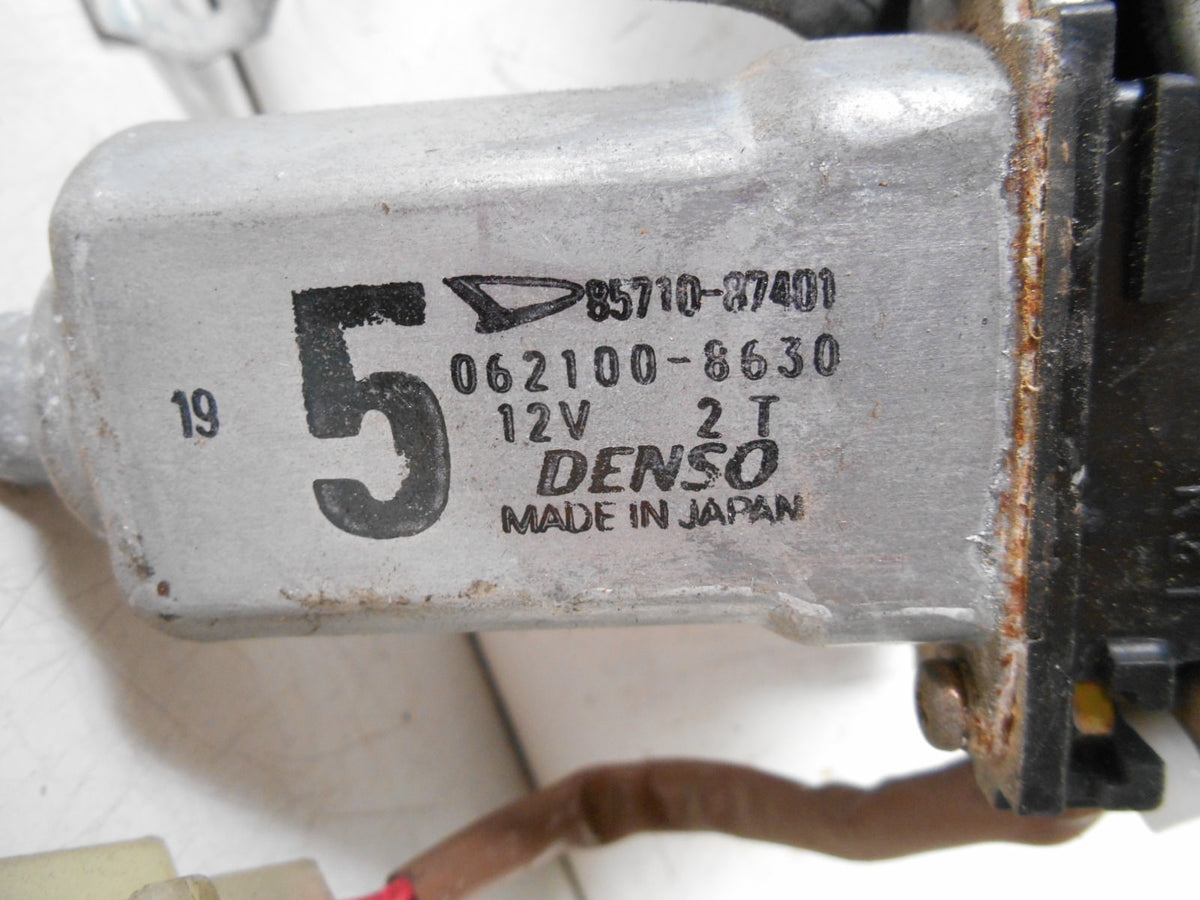 19
5
85710-87401
062100-8630
12V 2T
DENSO
MADE IN JAPAN